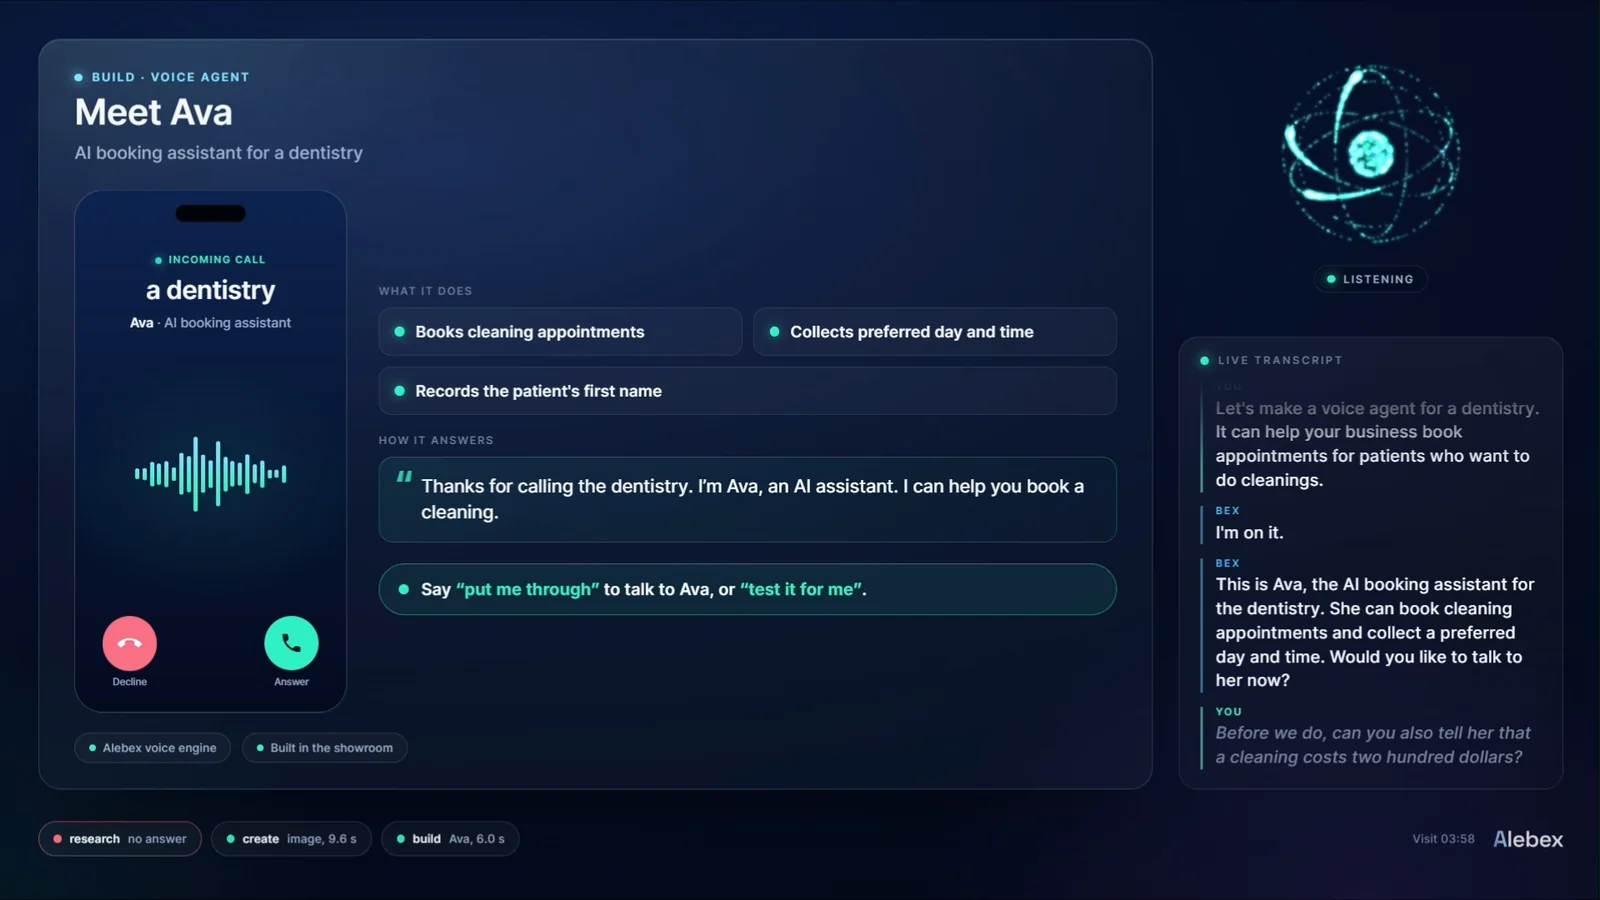 BUILD · VOICE AGENT
Meet Ava
AI booking assistant for a dentistry
INCOMING CALL
a dentistry
Ava · AI booking assistant
Decline
Answer
WHAT IT DOES
Books cleaning appointments
Collects preferred day and time
Records the patient's first name
HOW IT ANSWERS
“
Thanks for calling the dentistry. I’m Ava, an AI assistant. I can help you book a
cleaning.
Say “put me through” to talk to Ava, or “test it for me”.
Alebex voice engine
Built in the showroom
LISTENING
LIVE TRANSCRIPT
YOU
Let's make a voice agent for a dentistry.
It can help your business book
appointments for patients who want to
do cleanings.
BEX
I'm on it.
BEX
This is Ava, the AI booking assistant for
the dentistry. She can book cleaning
appointments and collect a preferred
day and time. Would you like to talk to
her now?
YOU
Before we do, can you also tell her that
a cleaning costs two hundred dollars?
research no answer
create image, 9.6 s
build Ava, 6.0 s
Visit 03:58
Alebex